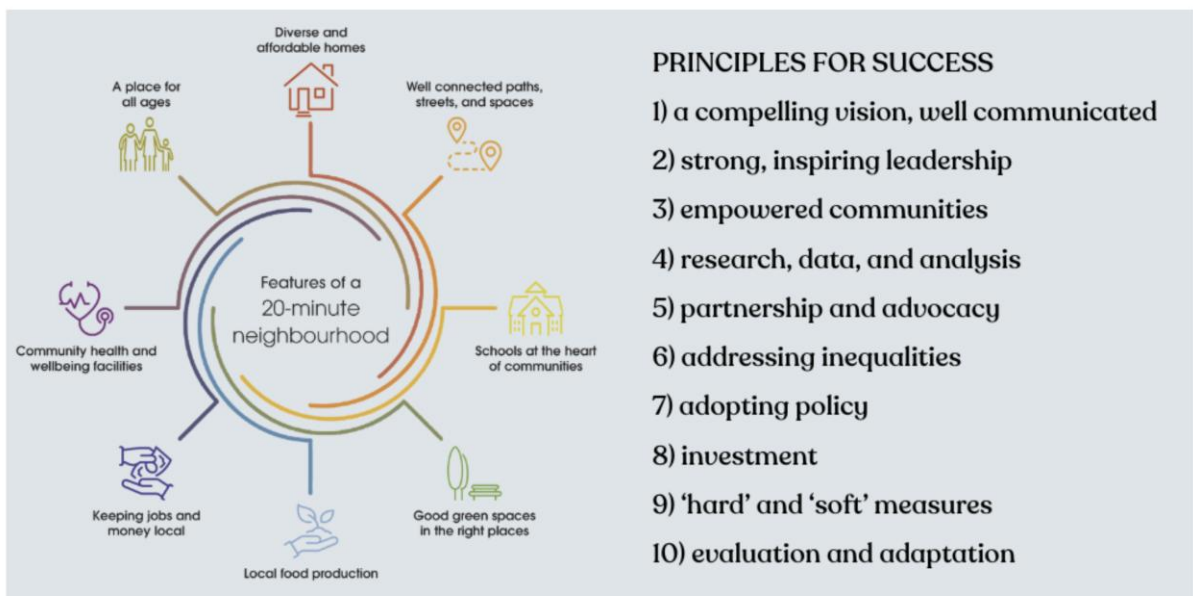 Diverse and
affordable homes
A place for
all ages
Well connected paths,
streets, and spaces
Features of a
20-minute
neighbourhood
Community health and
wellbeing facilities
Schools at the heart
of communities
Keeping jobs and
money local
Good green spaces
in the right places
Local food production
PRINCIPLES FOR SUCCESS
1) a compelling vision, well communicated
2) strong, inspiring leadership
3) empowered communities
4) research, data, and analysis
5) partnership and advocacy
6) addressing inequalities
7) adopting policy
8) investment
9) ‘hard’ and ‘soft’ measures
10) evaluation and adaptation